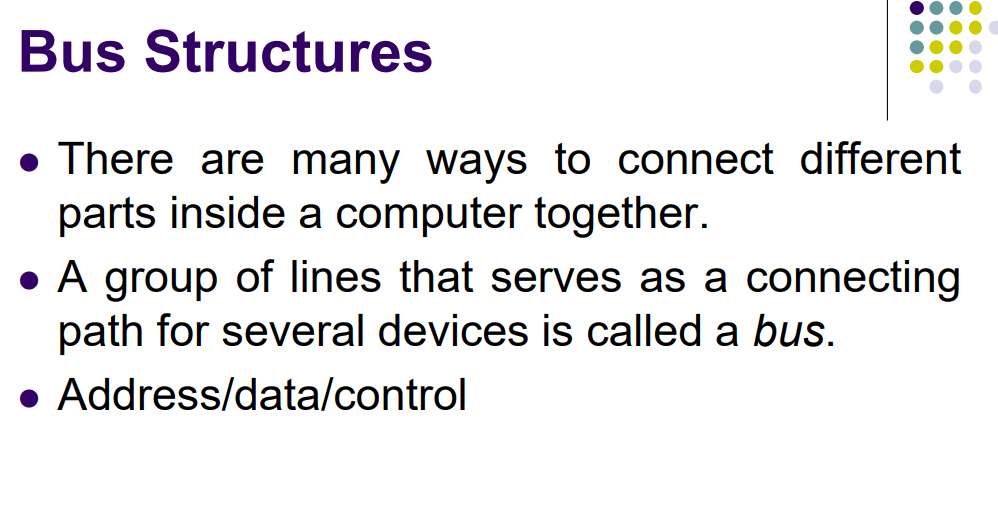 Bus Structures
There are many ways to connect different
parts inside a computer together.
A group of lines that serves as a connecting
path for several devices is called a bus.
Address/data/control